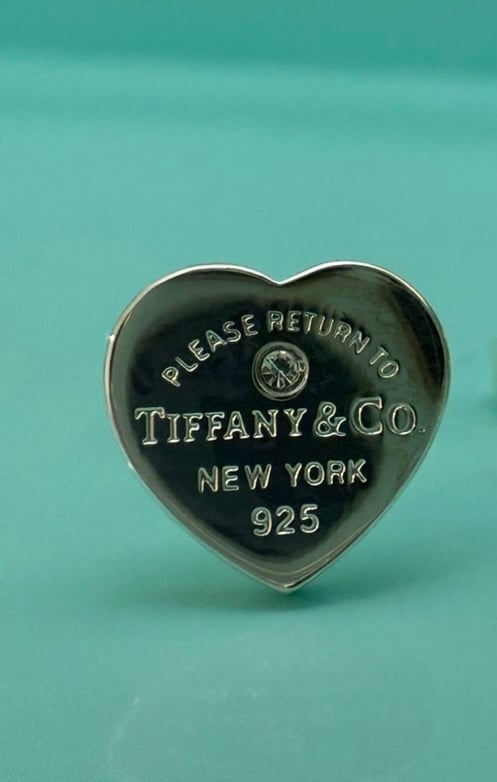 PLEASE RETURN TO
TIFFANY & CO.
NEW YORK
925